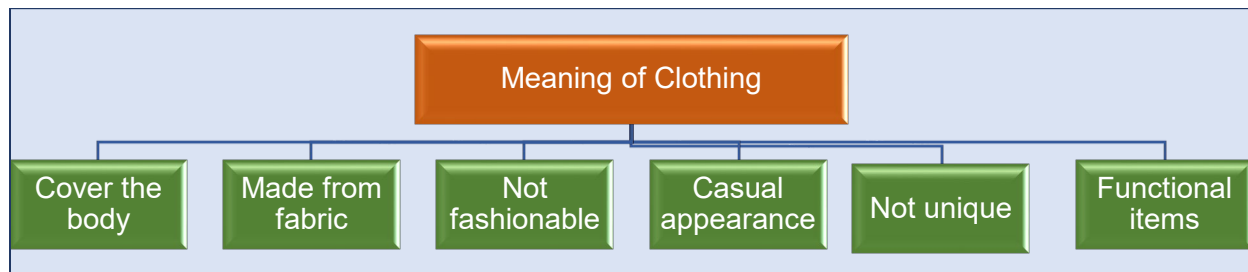 Meaning of Clothing
Cover the
body
Made from
fabric
Not
fashionable
Casual
appearance
Not unique
Functional
items